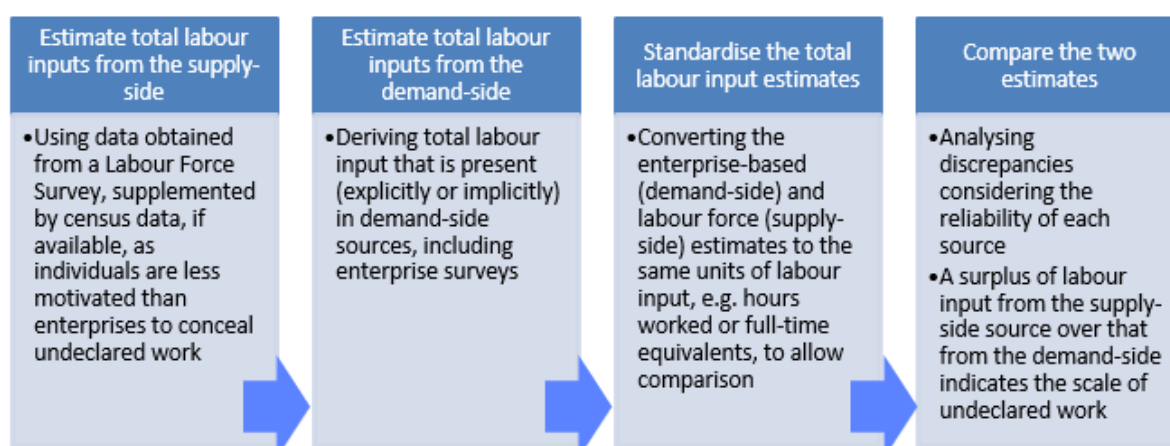 Estimate total labour
inputs from the supply-
side
•Using data obtained
from a Labour Force
Survey, supplemented
by census data, if
available, as
individuals are less
motivated than
enterprises to conceal
undeclared work
Estimate total labour
inputs from the
demand-side
•Deriving total labour
input that is present
(explicitly or implicitly)
in demand-side
sources, including
enterprise surveys
Standardise the total
labour input estimates
•Converting the
enterprise-based
(demand-side) and
labour force (supply-
side) estimates to the
same units of labour
input, e.g. hours
worked or full-time
equivalents, to allow
comparison
Compare the two
estimates
•Analysing
discrepancies
considering the
reliability of each
source
•A surplus of labour
input from the supply-
side source over that
from the demand-side
indicates the scale of
undeclared work